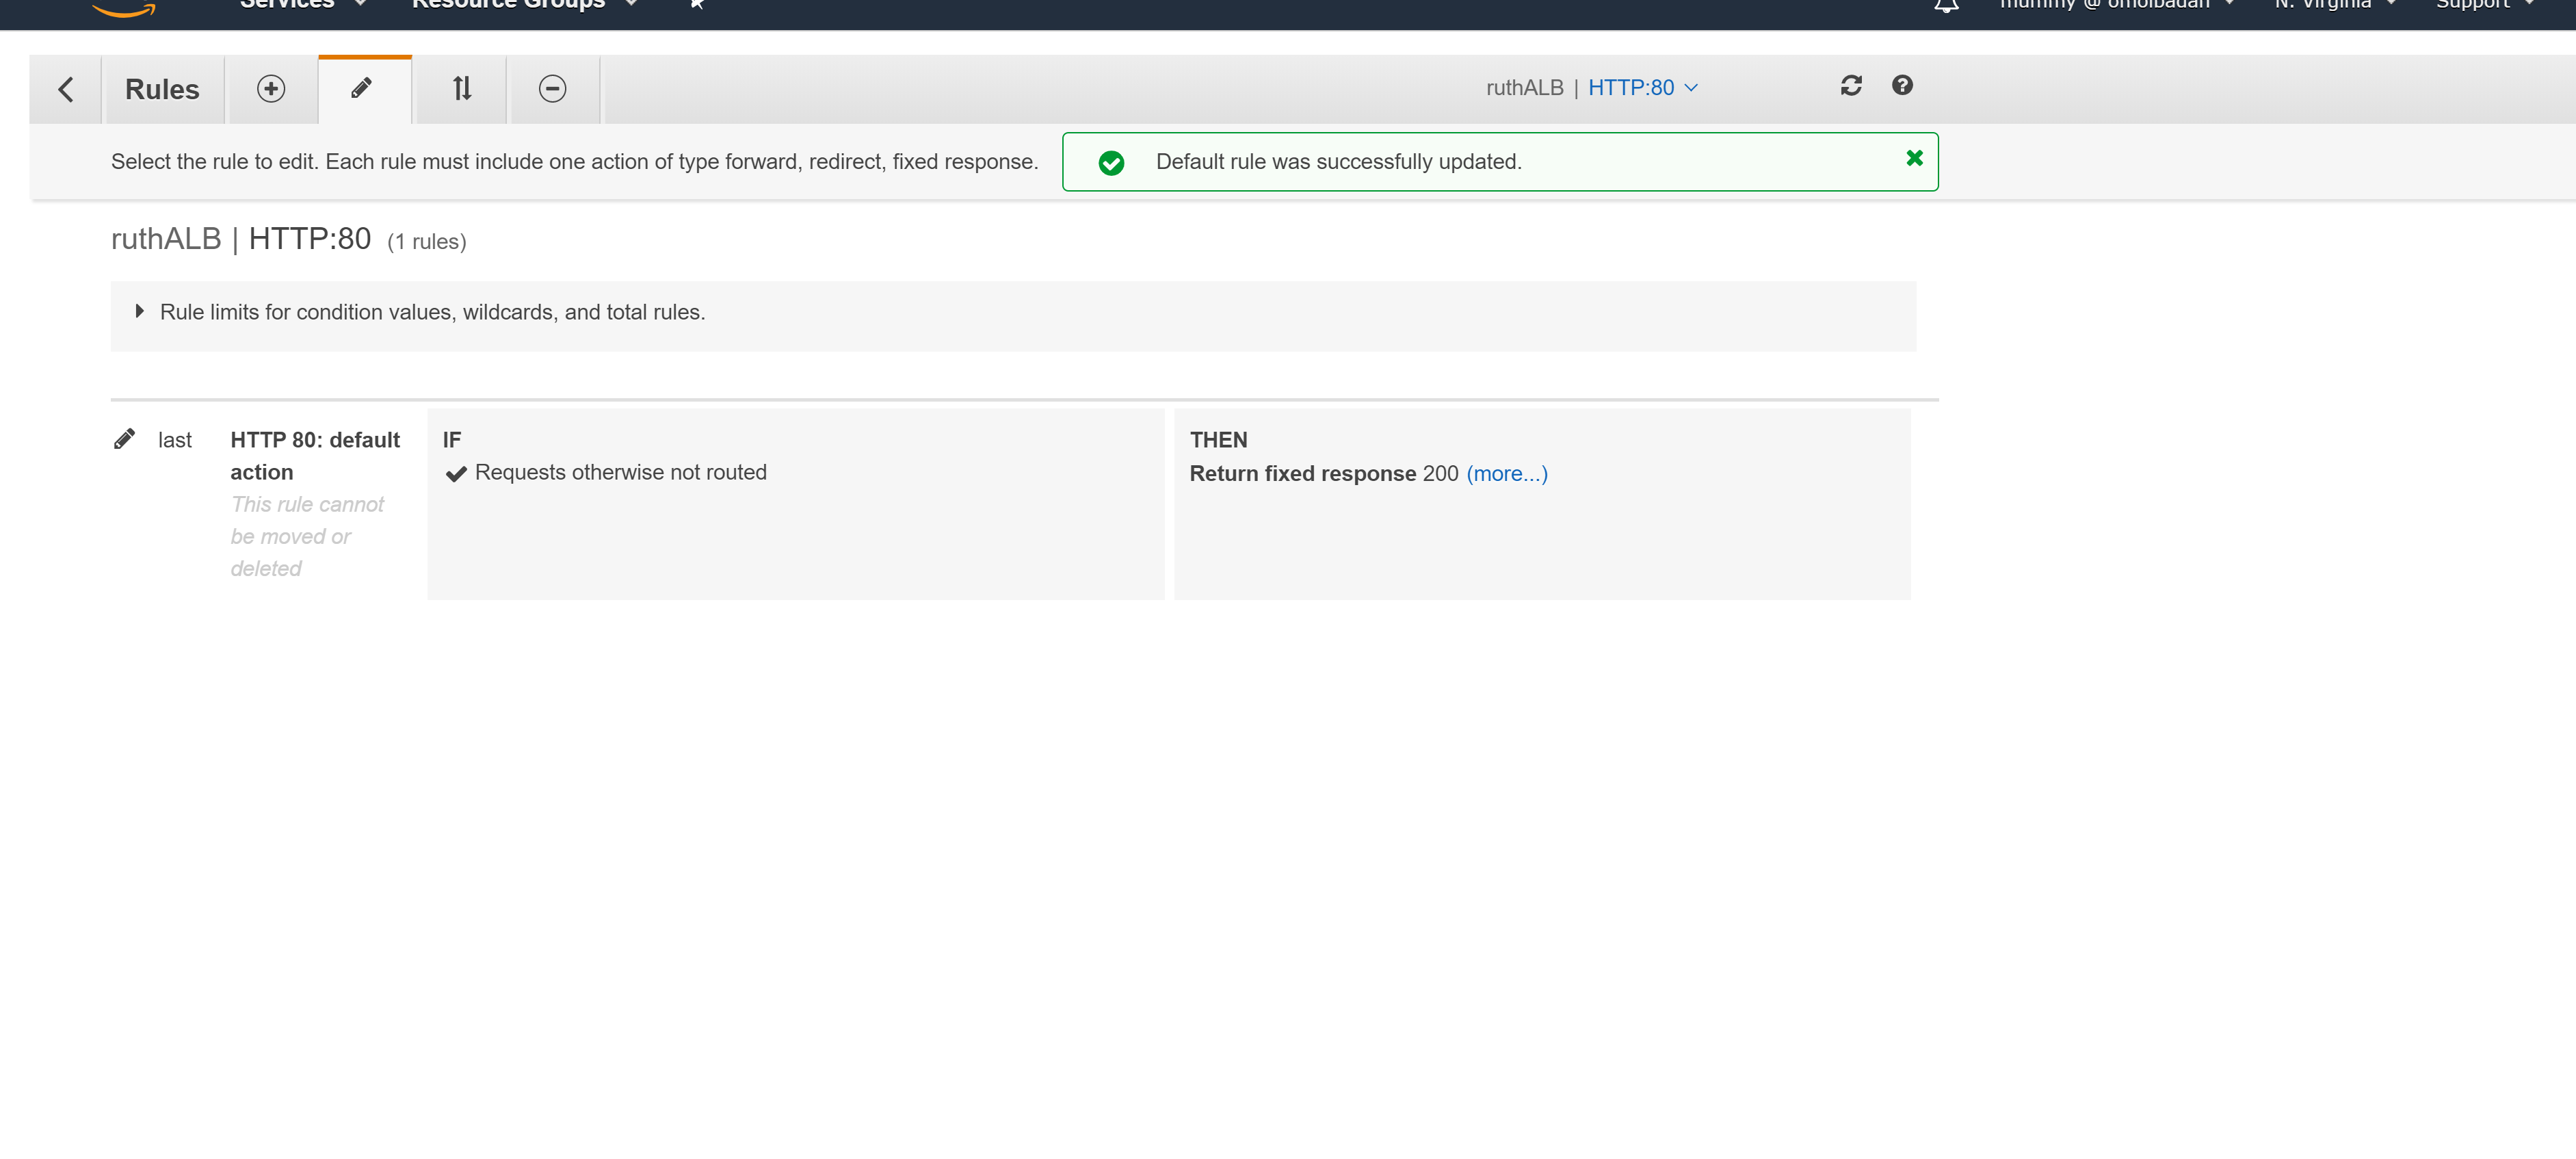 Services Resource Groups mummy @ omolbadan N. Virginia Support
Rules ruthALB | HTTP:80
Select the rule to edit. Each rule must include one action of type forward, redirect, fixed response. Default rule was successfully updated.
ruthALB | HTTP:80 (1 rules)
Rule limits for condition values, wildcards, and total rules.
last HTTP 80: default action
This rule cannot be moved or deleted
IF
Requests otherwise not routed
THEN
Return fixed response 200 (more...)